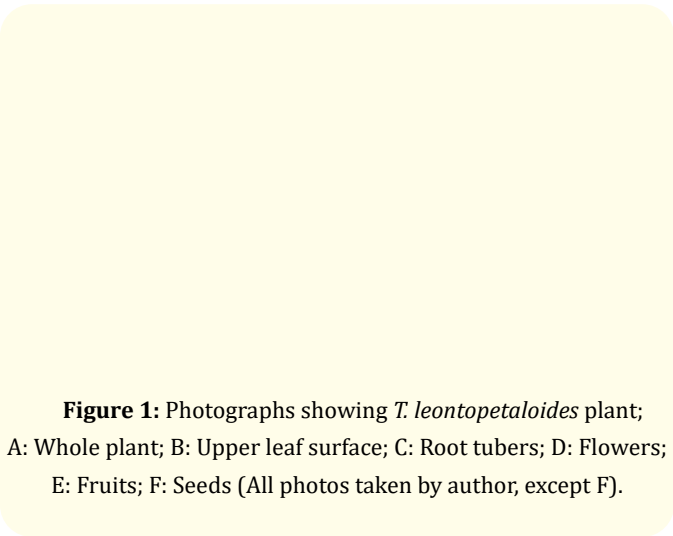 Figure 1: Photographs showing T. leontopetaloides plant;
A: Whole plant; B: Upper leaf surface; C: Root tubers; D: Flowers;
E: Fruits; F: Seeds (All photos taken by author, except F).